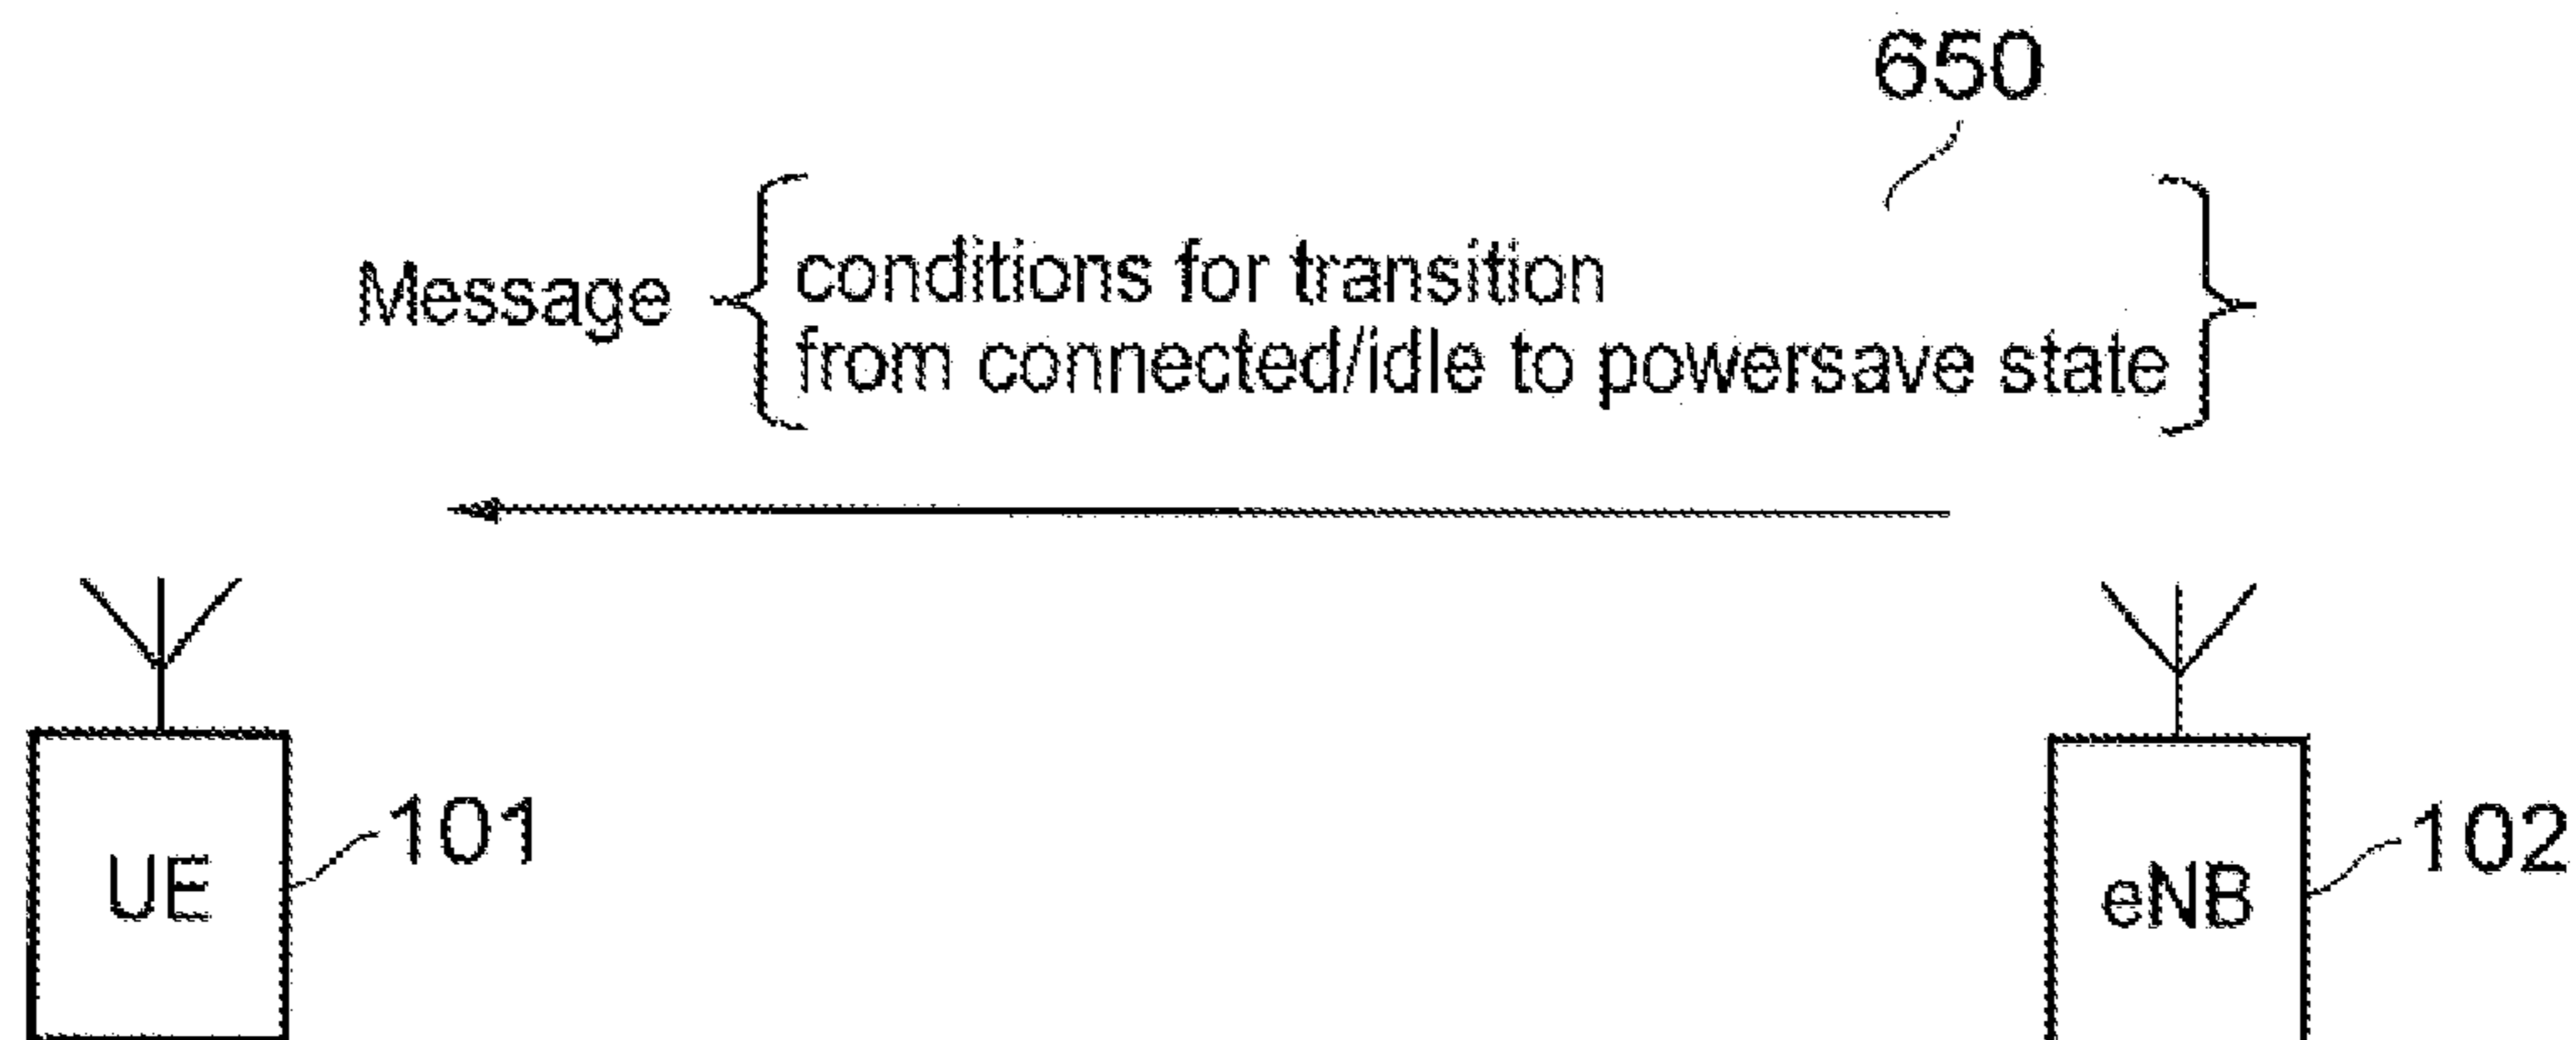 650
Message { conditions for transition
from connected/idle to powersave state }
UE
101
eNB
102